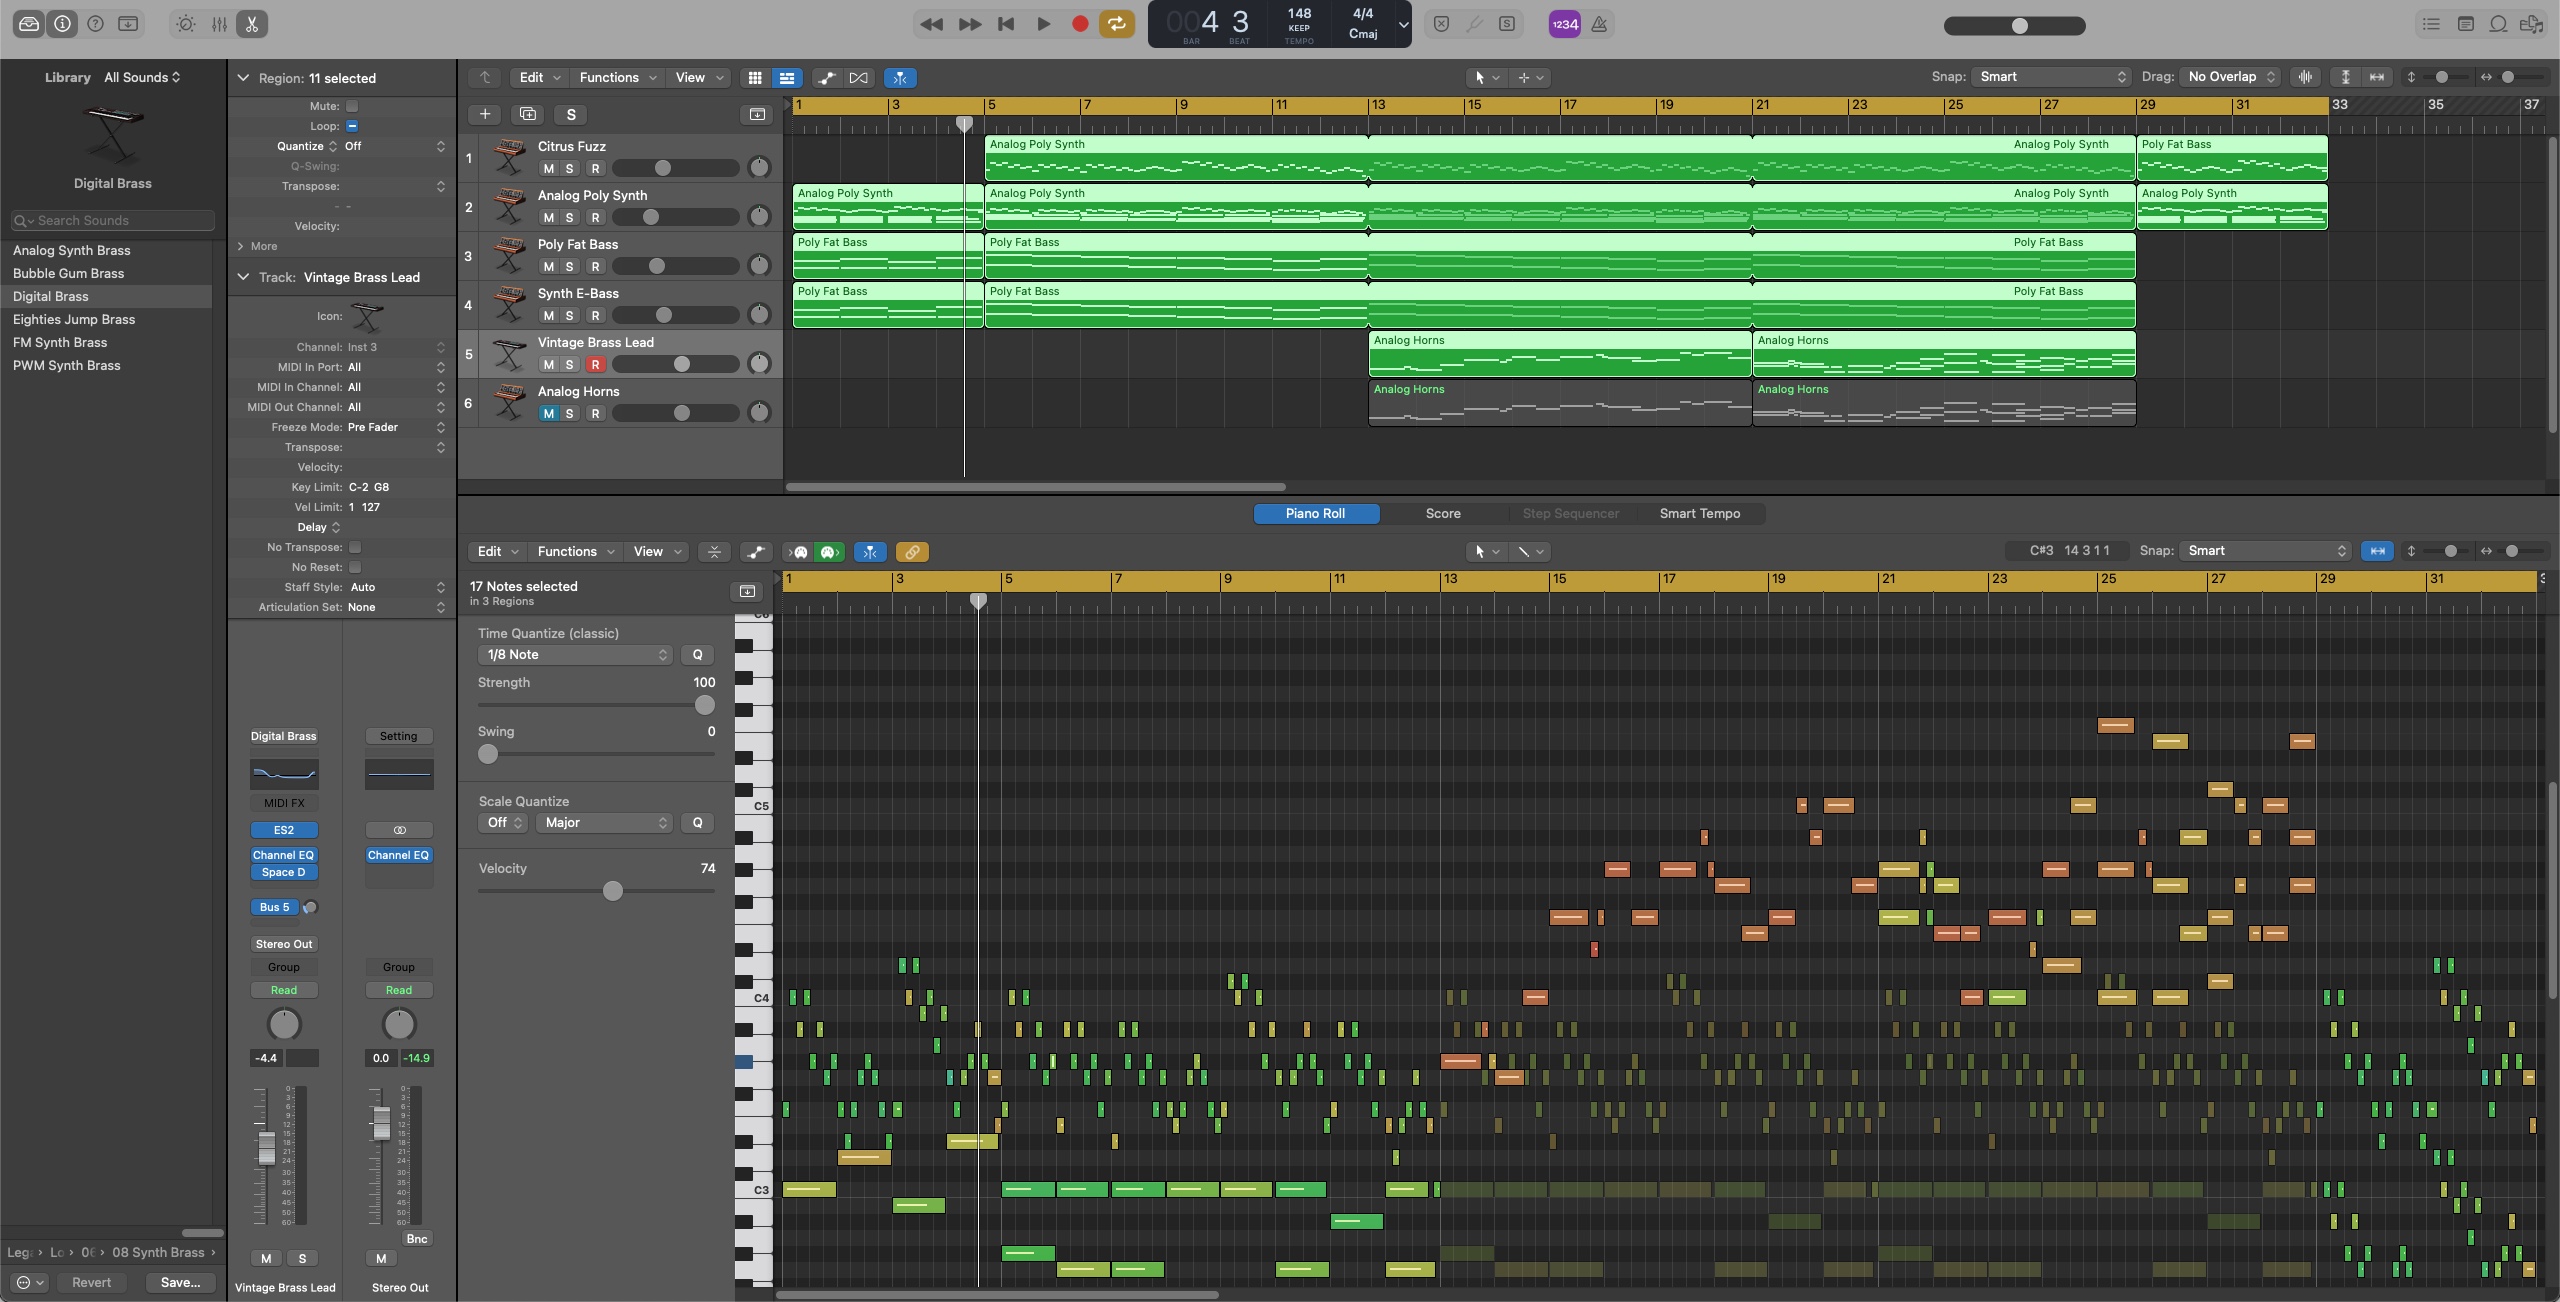 4 3
BAR BEAT
148
KEEP
TEMPO
4/4
Cmaj
1234
Library All Sounds
Digital Brass
Search Sounds
Analog Synth Brass
Bubble Gum Brass
Digital Brass
Eighties Jump Brass
FM Synth Brass
PWM Synth Brass
08 Synth Brass
Revert
Save...
Region: 11 selected
Mute:
Loop:
Quantize Off
Q-Swing:
Transpose:
Velocity:
More
Track: Vintage Brass Lead
Icon:
Channel: Inst 3
MIDI In Port: All
MIDI In Channel: All
MIDI Out Channel: All
Freeze Mode: Pre Fader
Transpose:
Velocity:
Key Limit: C-2 G8
Vel Limit: 1 127
Delay
No Transpose:
No Reset:
Staff Style: Auto
Articulation Set: None
Digital Brass
MIDI FX
ES2
Channel EQ
Space D
Bus 5
Stereo Out
Group
Read
-4.4
M S
Vintage Brass Lead
Setting
Channel EQ
Group
Read
0.0 -14.9
Bnc
M
Stereo Out
Edit Functions View
Snap: Smart
Drag: No Overlap
S
1 3 5 7 9 11 13 15 17 19 21 23 25 27 29 31 33 35 37
1 Citrus Fuzz
M S R
Analog Poly Synth Analog Poly Synth Poly Fat Bass
2 Analog Poly Synth
M S R
Analog Poly Synth Analog Poly Synth Analog Poly Synth Analog Poly Synth
3 Poly Fat Bass
M S R
Poly Fat Bass Poly Fat Bass Poly Fat Bass
4 Synth E-Bass
M S R
Poly Fat Bass Poly Fat Bass Poly Fat Bass
5 Vintage Brass Lead
M S R
Analog Horns Analog Horns
6 Analog Horns
M S R
Analog Horns Analog Horns
Piano Roll Score Step Sequencer Smart Tempo
Edit Functions View
C#3 14 3 1 1
Snap: Smart
17 Notes selected
in 3 Regions
1 3 5 7 9 11 13 15 17 19 21 23 25 27 29 31
Time Quantize (classic)
1/8 Note Q
Strength 100
Swing 0
Scale Quantize
Off Major Q
Velocity 74
C5
C4
C3